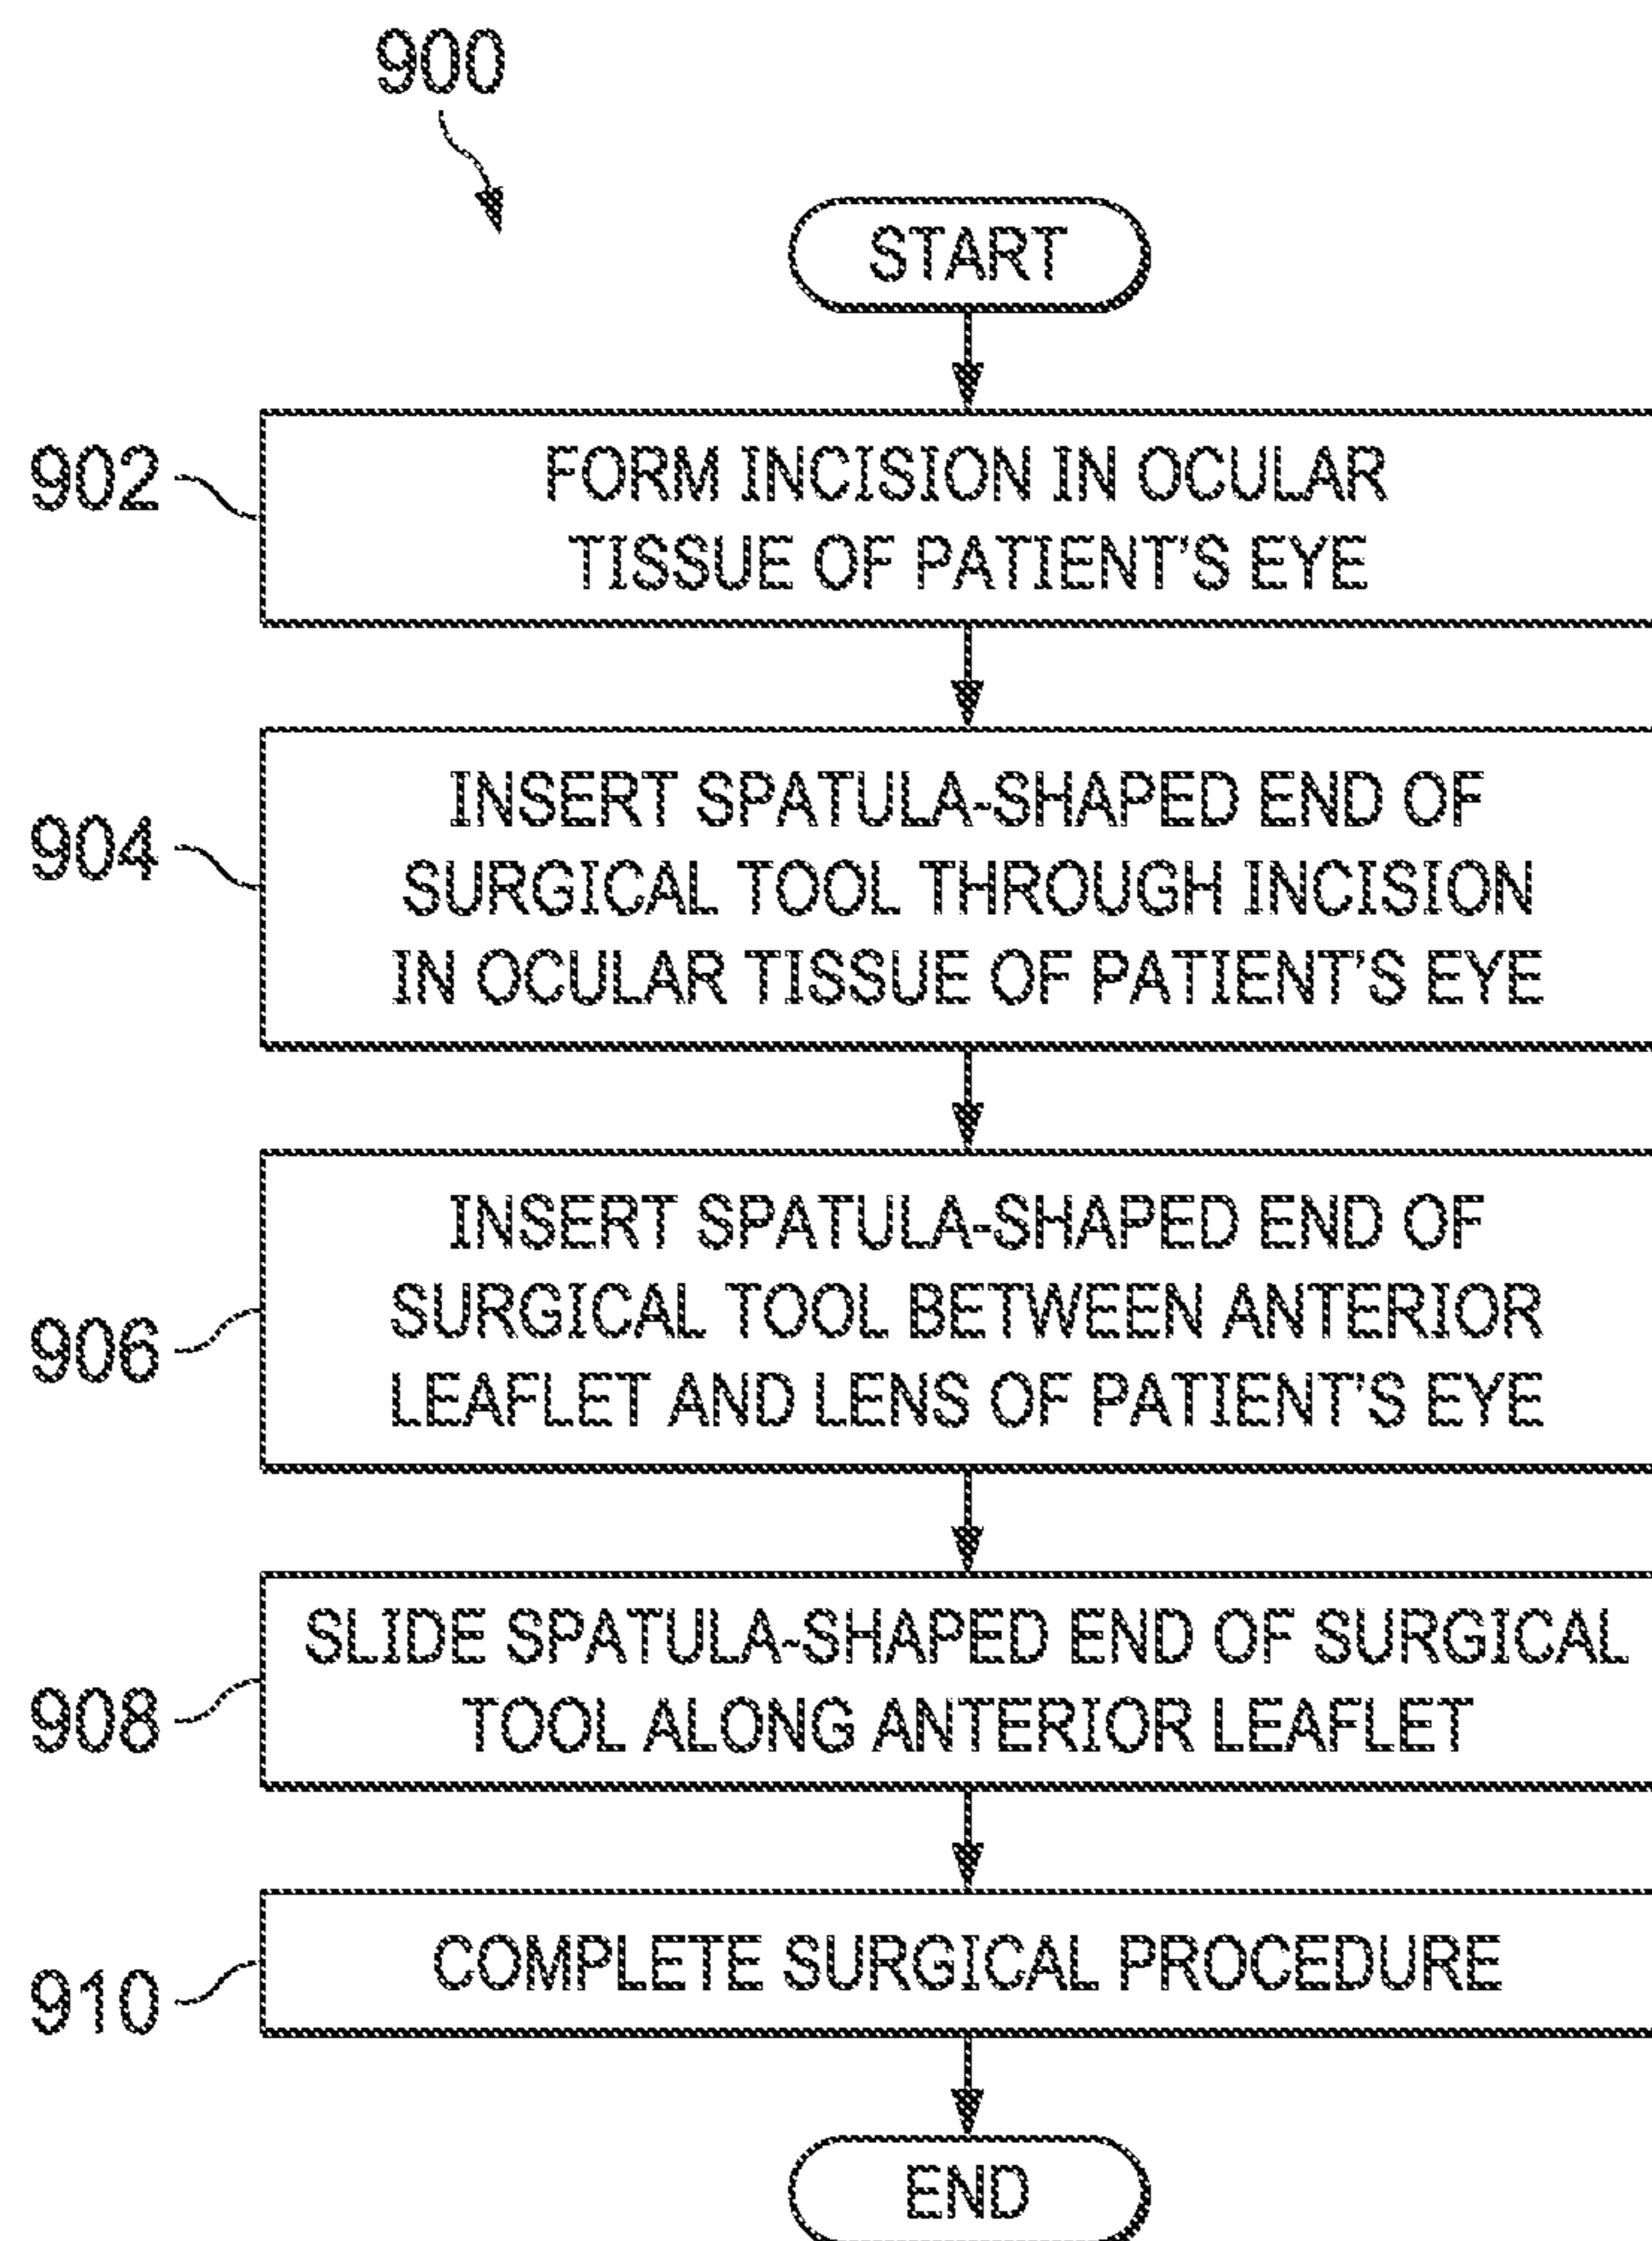 900
START
902
FORM INCISION IN OCULAR
TISSUE OF PATIENT'S EYE
904
INSERT SPATULA-SHAPED END OF
SURGICAL TOOL THROUGH INCISION
IN OCULAR TISSUE OF PATIENT'S EYE
906
INSERT SPATULA-SHAPED END OF
SURGICAL TOOL BETWEEN ANTERIOR
LEAFLET AND LENS OF PATIENT'S EYE
908
SLIDE SPATULA-SHAPED END OF SURGICAL
TOOL ALONG ANTERIOR LEAFLET
910
COMPLETE SURGICAL PROCEDURE
END